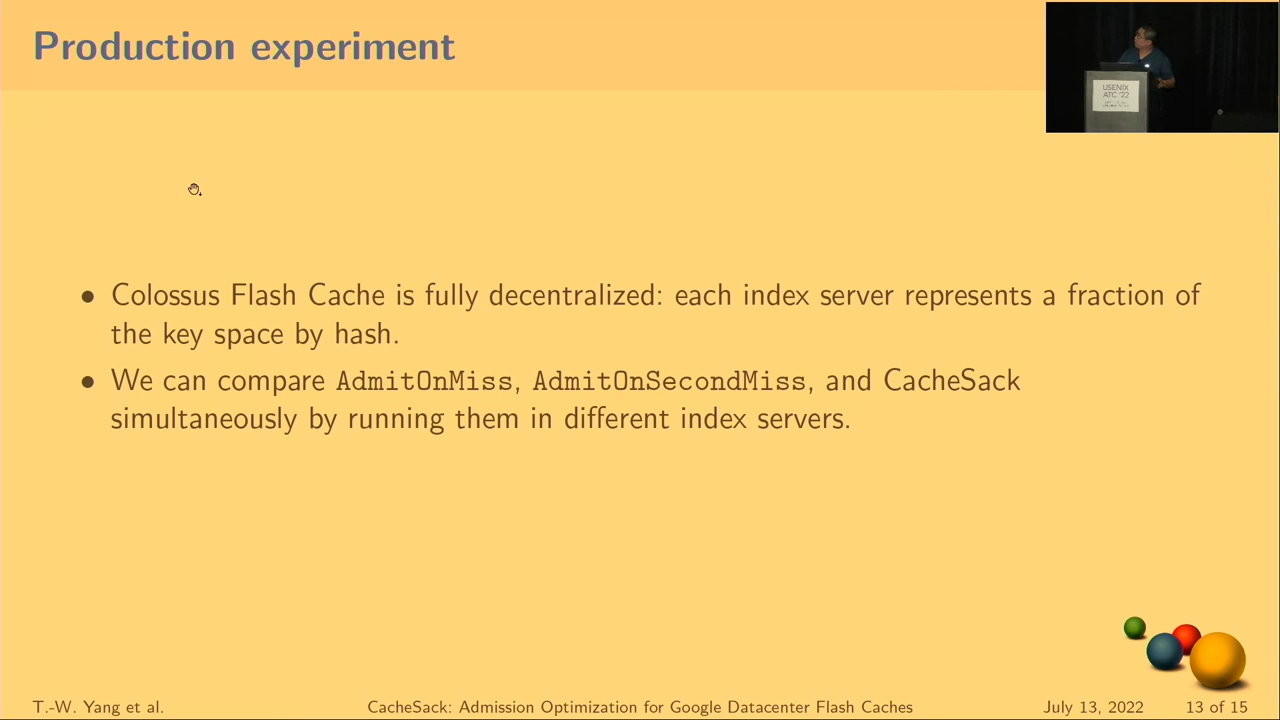 Production experiment
USENIX
ATC '22
• Colossus Flash Cache is fully decentralized: each index server represents a fraction of
the key space by hash.
• We can compare AdmitOnMiss, AdmitOnSecondMiss, and CacheSack
simultaneously by running them in different index servers.
T.-W. Yang et al.
CacheSack: Admission Optimization for Google Datacenter Flash Caches
July 13, 2022
13 of 15